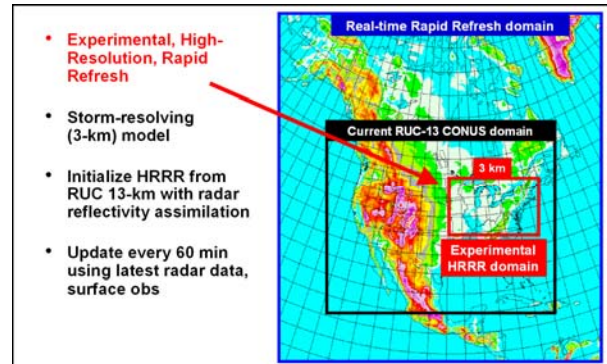 • Experimental, High-
Resolution, Rapid
Refresh
• Storm-resolving
(3-km) model
• Initialize HRRR from
RUC 13-km with radar
reflectivity assimilation
• Update every 60 min
using latest radar data,
surface obs
Real-time Rapid Refresh domain
Current RUC-13 CONUS domain
3 km
Experimental
HRRR domain